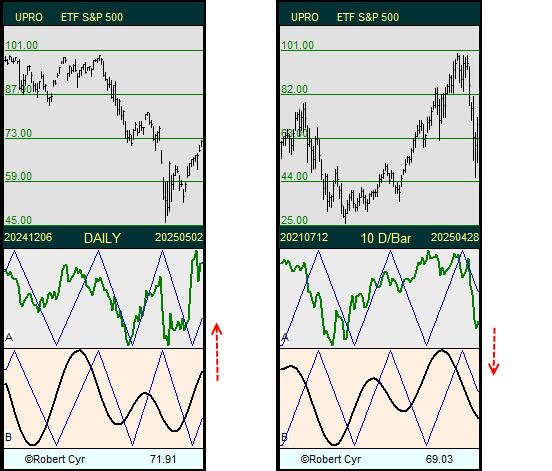 UPRO ETF S&P 500
101.00
87.00
73.00
59.00
45.00
20241206 DAILY 20250502
A
B
©Robert Cyr 71.91
UPRO ETF S&P 500
101.00
82.00
63.00
44.00
25.00
20210712 10 D/Bar 20250428
A
B
©Robert Cyr 69.03